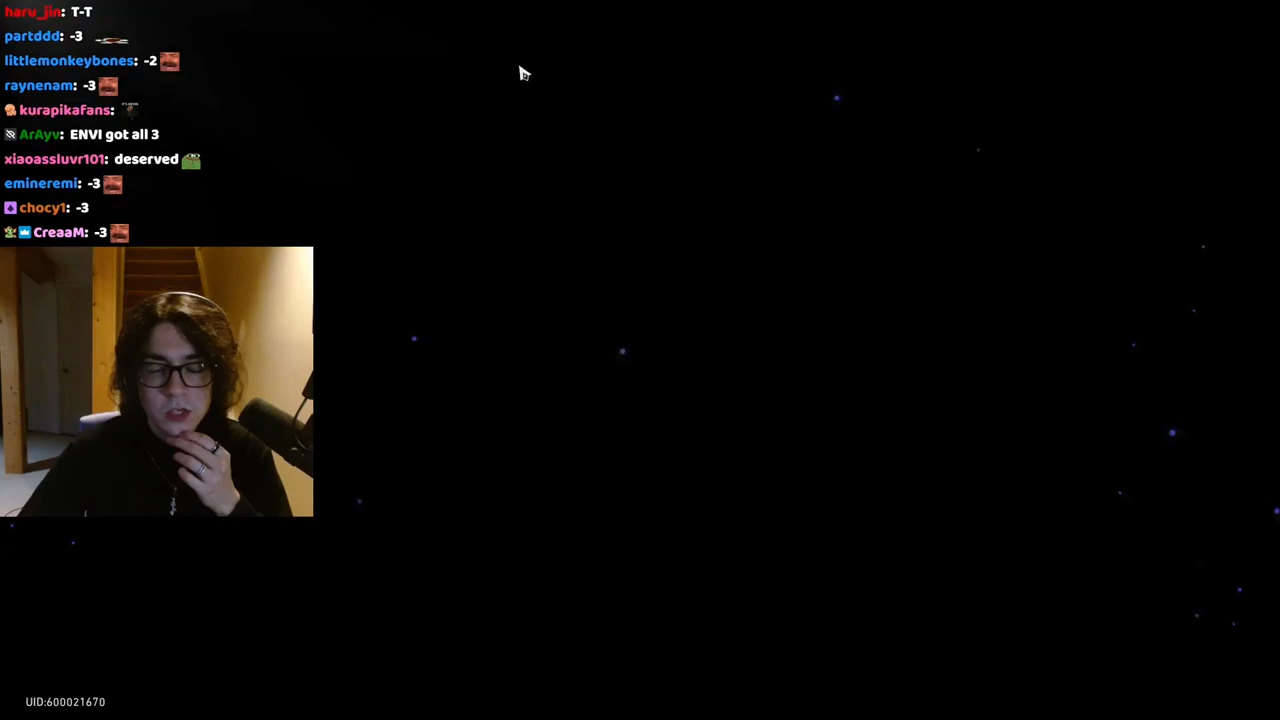 haru_jin: T-T
partddd: -3
littlemonkeybones: -2
raynenam: -3
kurapikafans:
ArAyv: ENVI got all 3
xiaoassluvr101: deserved
emineremi: -3
chocy1: -3
CreaaM: -3
UID:600021670